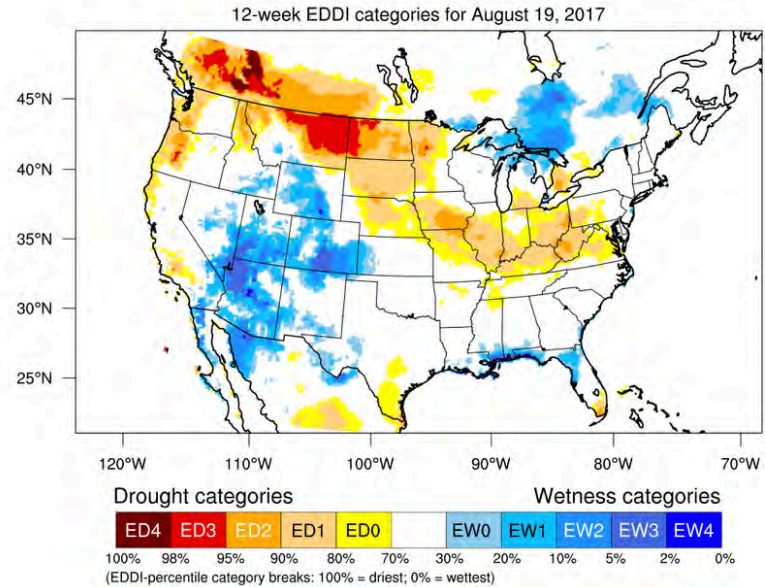 12-week EDDI categories for August 19, 2017
45°N
40°N
35°N
30°N
25°N
120°W 110°W 100°W 90°W 80°W 70°W
Drought categories Wetness categories
ED4 ED3 ED2 ED1 ED0 EW0 EW1 EW2 EW3 EW4
100% 98% 95% 90% 80% 70% 30% 20% 10% 5% 2% 0%
(EDDI-percentile category breaks: 100% = driest; 0% = wettest)